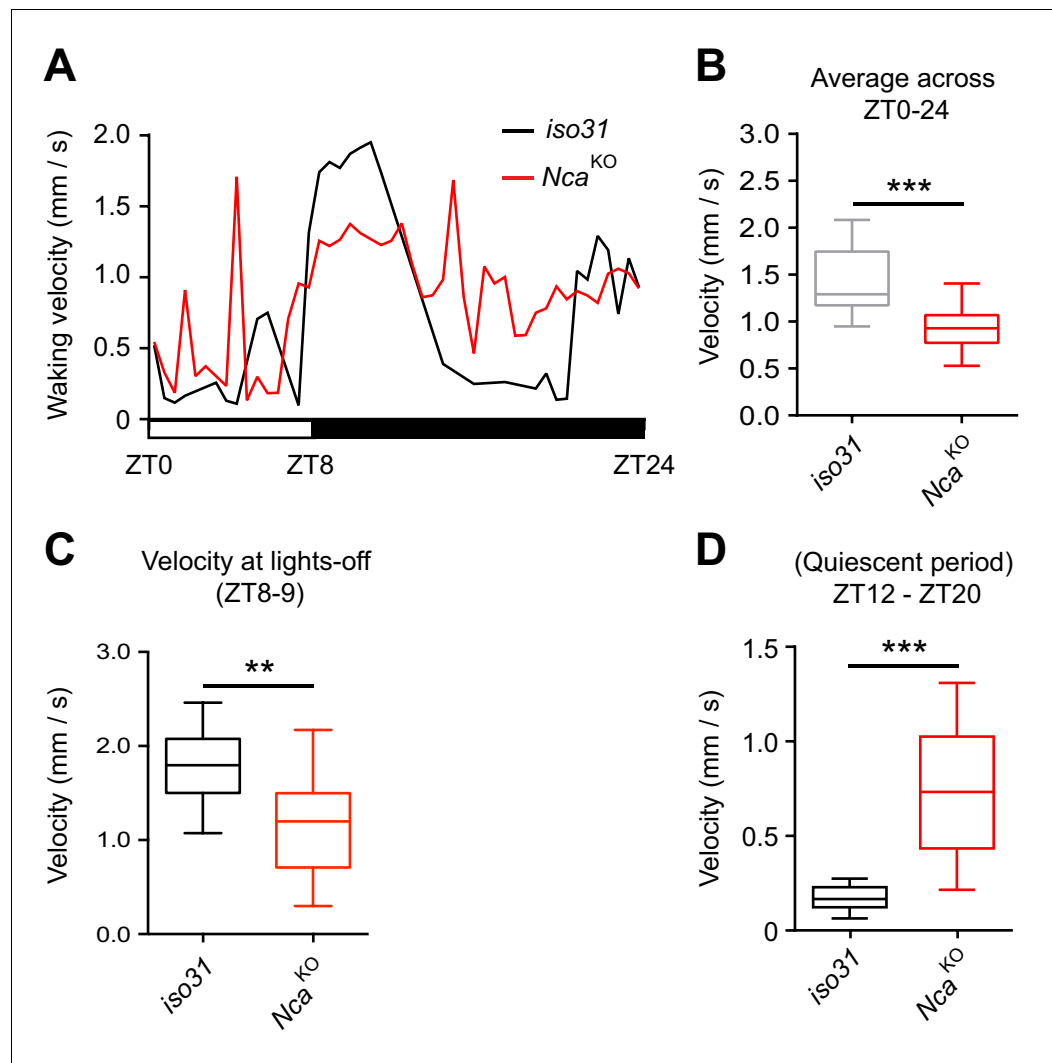 A
Waking velocity (mm / s)
2.0
1.5
1.0
0.5
0
iso31
Nca KO
ZT0
ZT8
ZT24
B
Average across
ZT0-24
Velocity (mm / s)
3.0
2.5
2.0
1.5
1.0
0.5
0.0
***
iso31
Nca KO
C
Velocity at lights-off
(ZT8-9)
Velocity (mm / s)
3.0
2.0
1.0
0.0
**
iso31
Nca KO
D
(Quiescent period)
ZT12 - ZT20
Velocity (mm / s)
1.5
1.0
0.5
0
***
iso31
Nca KO